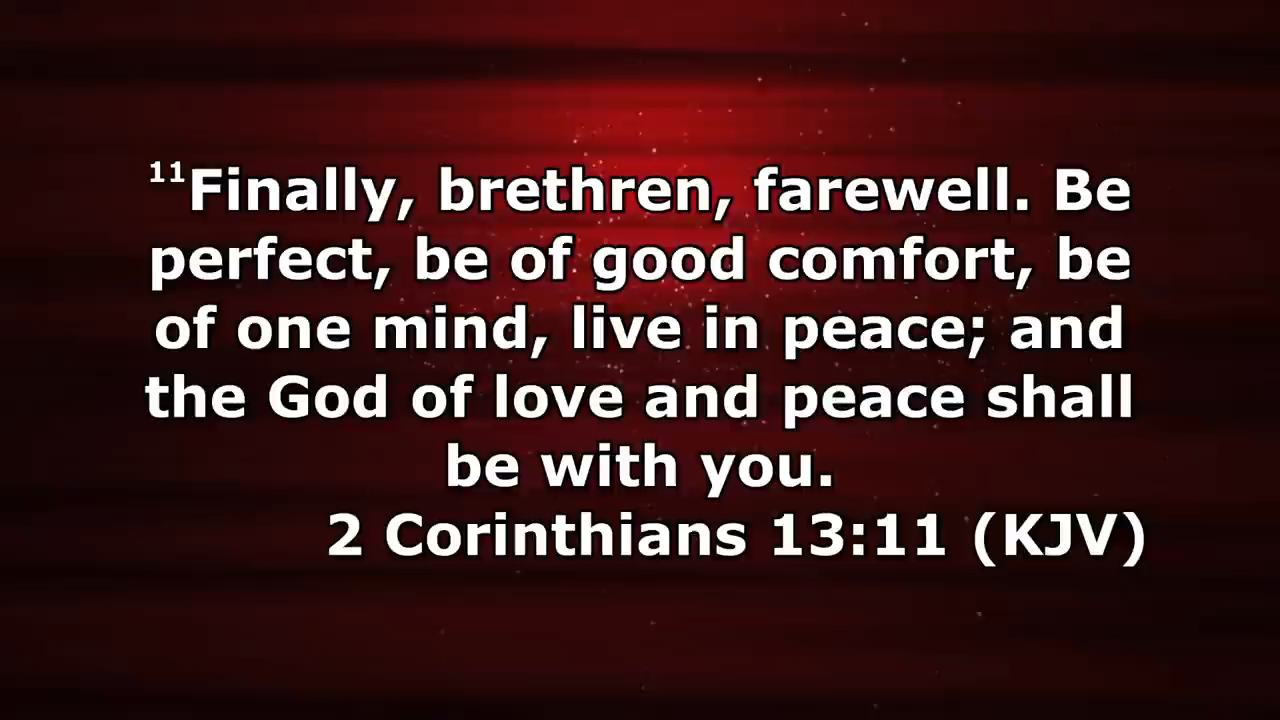 11Finally, brethren, farewell. Be
perfect, be of good comfort, be
of one mind, live in peace; and
the God of love and peace shall
be with you.
2 Corinthians 13:11 (KJV)